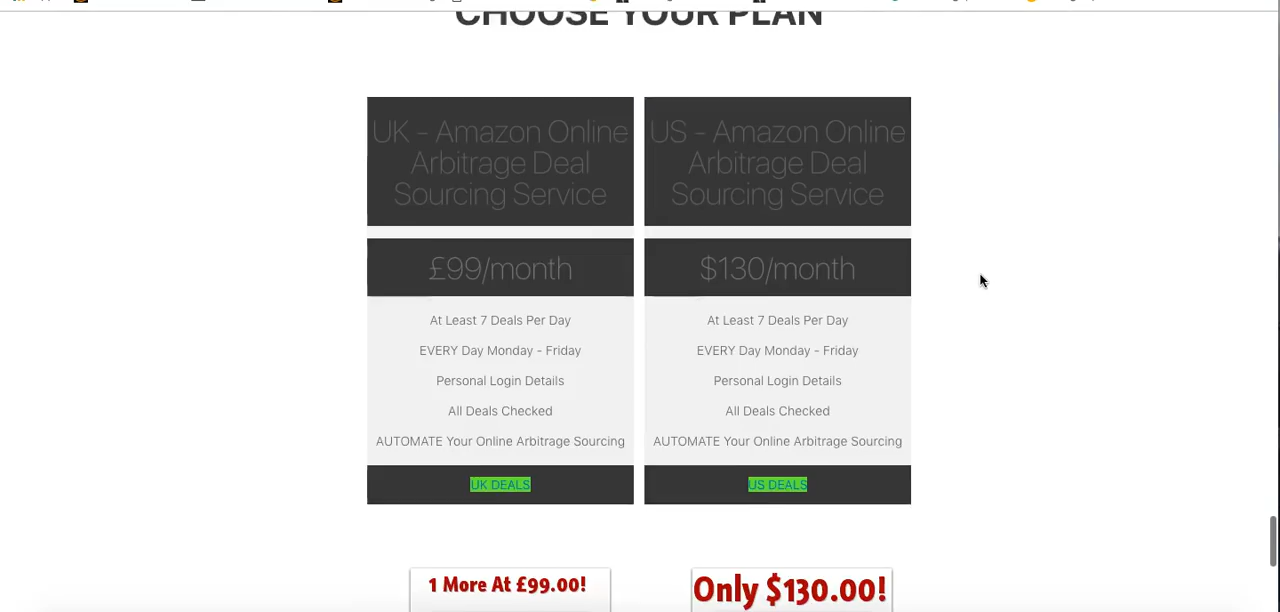 CHOOSE YOUR PLAN
UK - Amazon Online
Arbitrage Deal
Sourcing Service
£99/month
At Least 7 Deals Per Day
EVERY Day Monday - Friday
Personal Login Details
All Deals Checked
AUTOMATE Your Online Arbitrage Sourcing
UK DEALS
US - Amazon Online
Arbitrage Deal
Sourcing Service
$130/month
At Least 7 Deals Per Day
EVERY Day Monday - Friday
Personal Login Details
All Deals Checked
AUTOMATE Your Online Arbitrage Sourcing
US DEALS
1 More At £99.00!
Only $130.00!